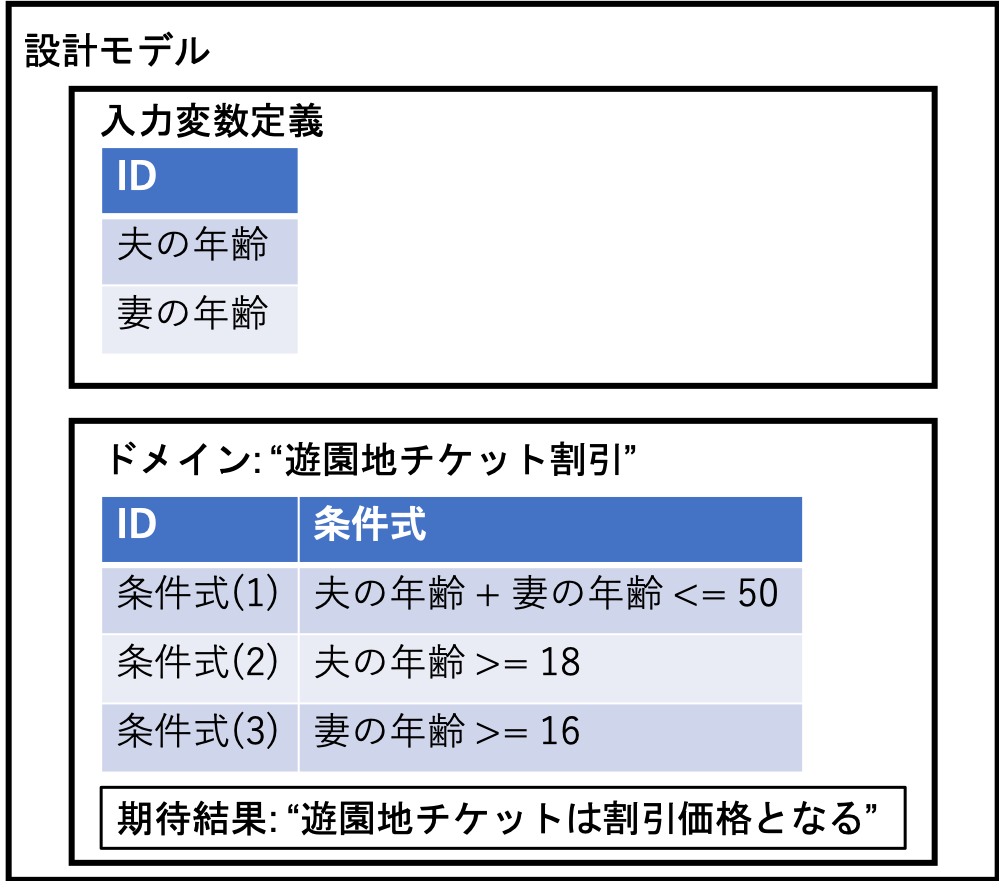 設計モデル
入力変数定義
ID
夫の年齢
妻の年齢
ドメイン: “遊園地チケット割引”
ID 条件式
条件式(1) 夫の年齢 + 妻の年齢 <= 50
条件式(2) 夫の年齢 >= 18
条件式(3) 妻の年齢 >= 16
期待結果: “遊園地チケットは割引価格となる”